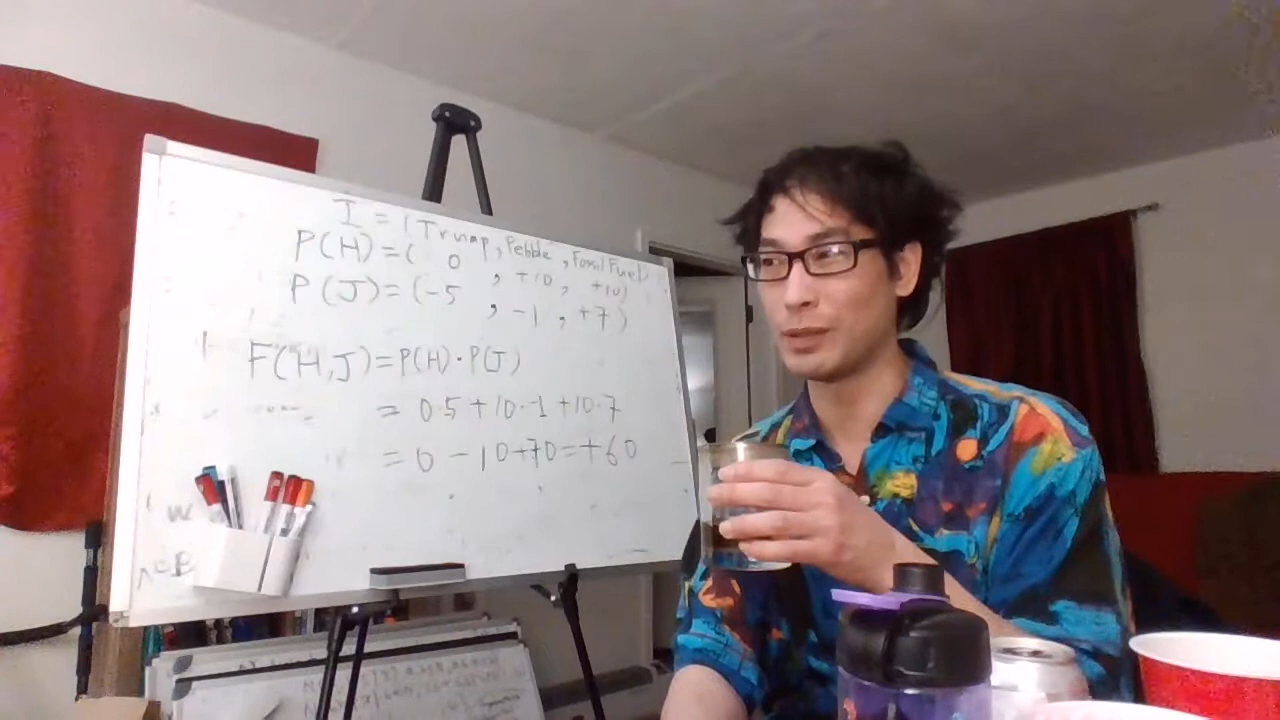 I = (Trump, Pebble, Fossil Fuel)
P(H)=( 0 , +10, +10)
P(J)=(-5 , -1 , +7)
F(H,J)=P(H)·P(J)
= 0·5+10·-1+10·7
= 0 - 10+70=+60